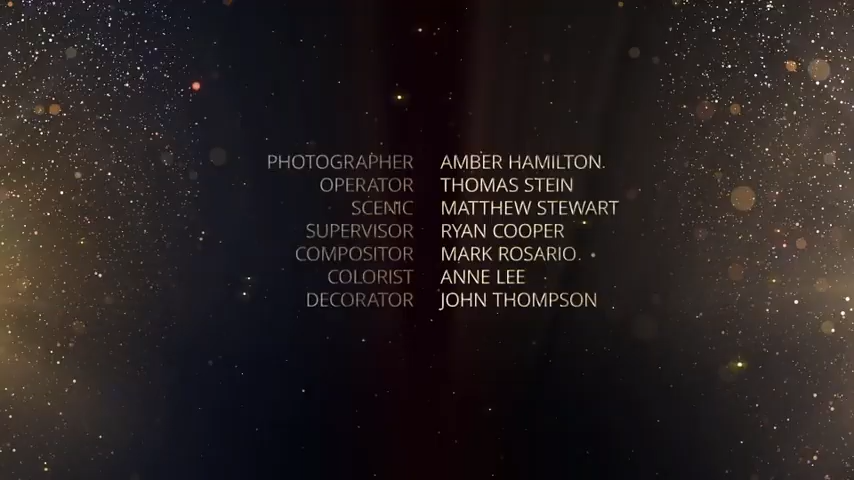 PHOTOGRAPHER AMBER HAMILTON
OPERATOR THOMAS STEIN
SCENIC MATTHEW STEWART
SUPERVISOR RYAN COOPER
COMPOSITOR MARK ROSARIO
COLORIST ANNE LEE
DECORATOR JOHN THOMPSON